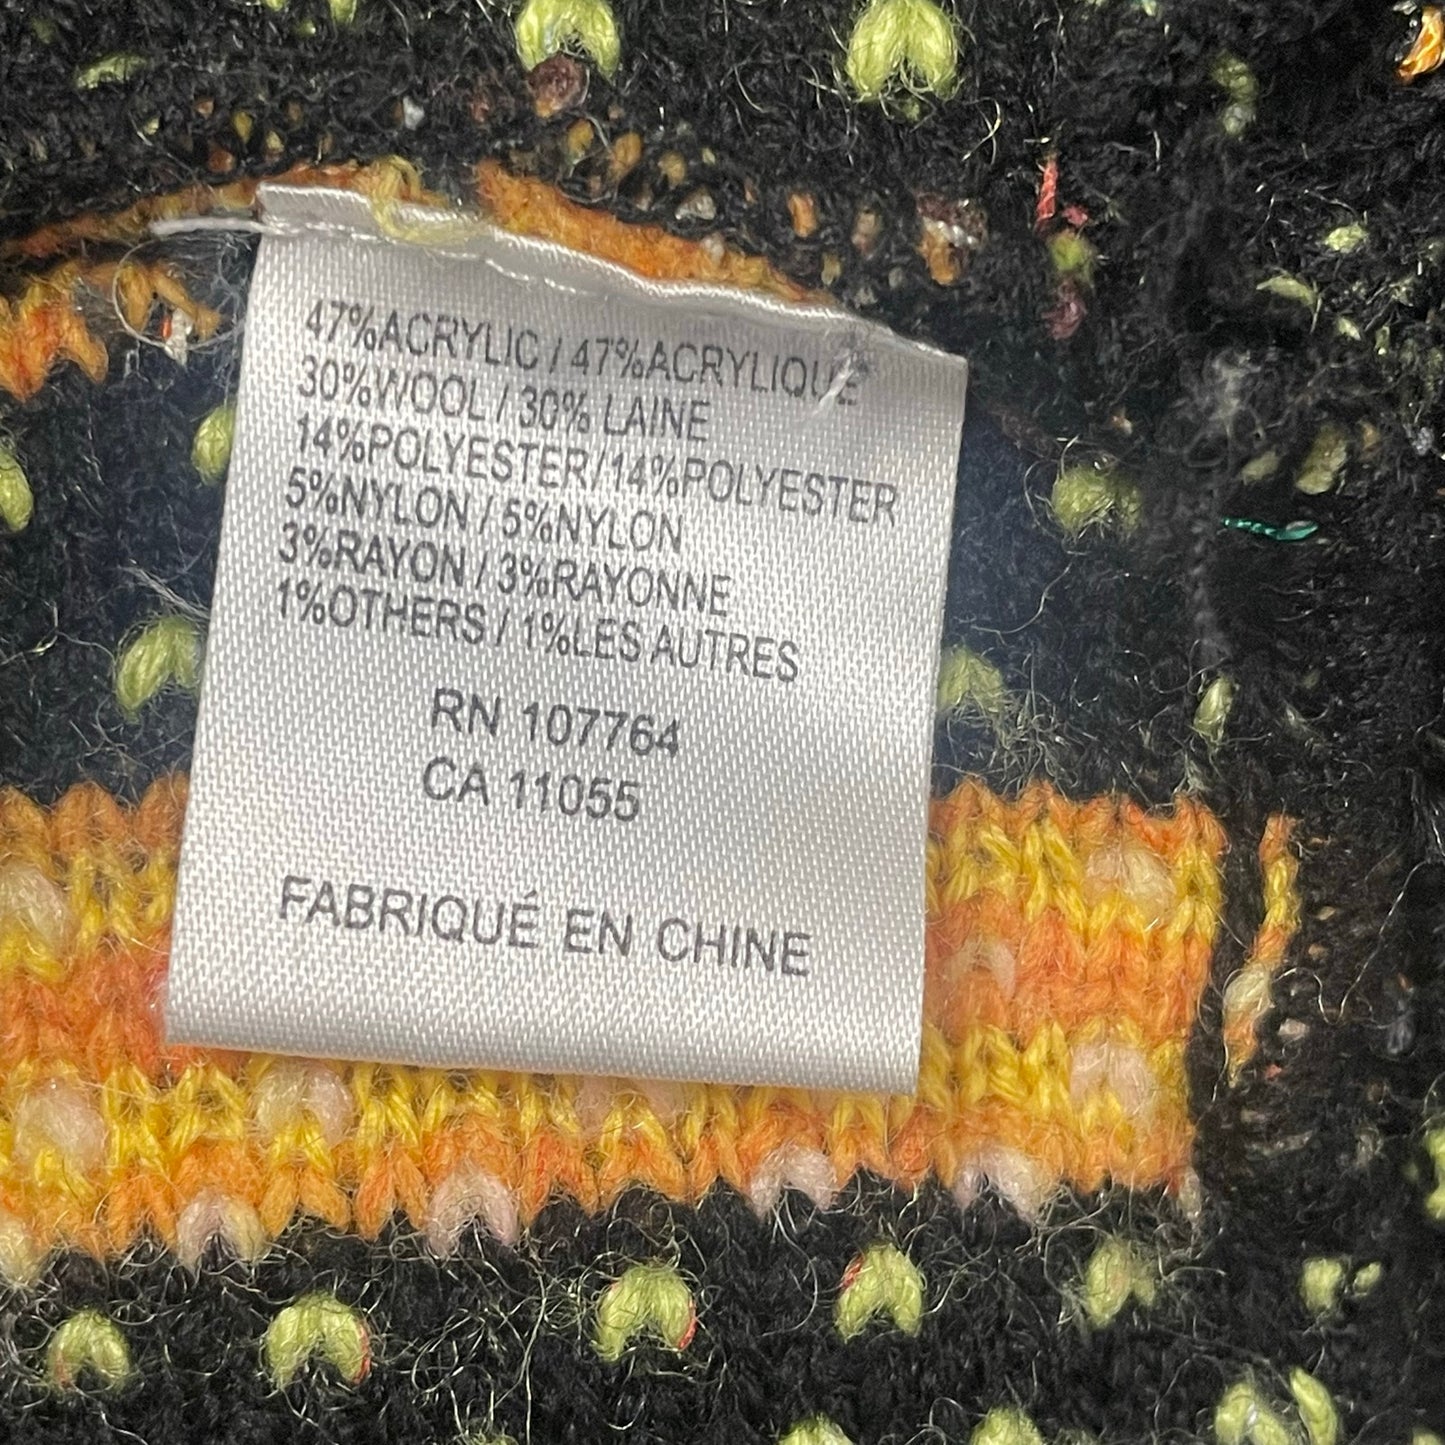 47%ACRYLIC / 47%ACRYLIQUE
30%WOOL / 30% LAINE
14%POLYESTER/14%POLYESTER
5%NYLON / 5%NYLON
3%RAYON / 3%RAYONNE
1%OTHERS / 1%LES AUTRES
RN 107764
CA 11055
FABRIQUÉ EN CHINE